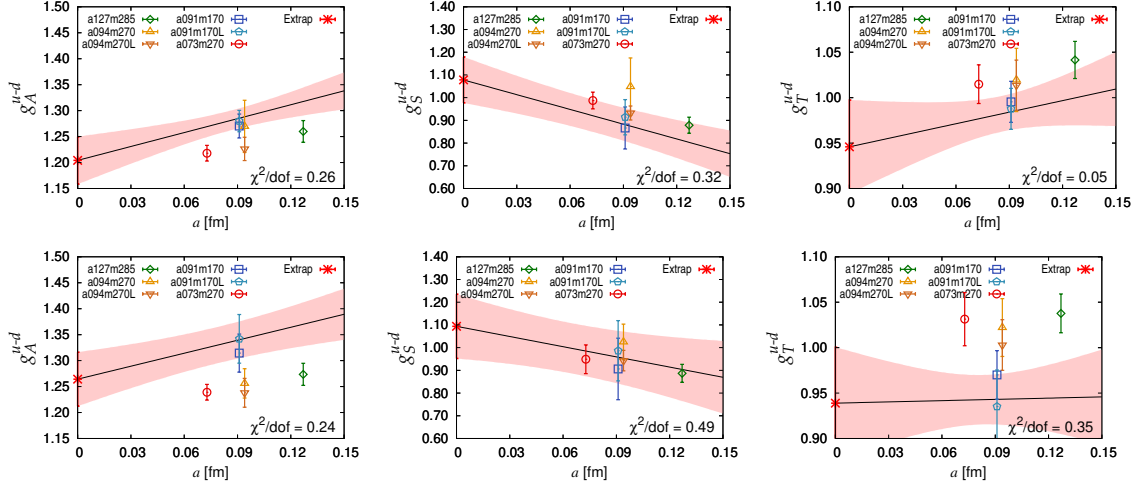 1.50
1.45
1.40
1.35
1.30
1.25
1.20
1.15
0 0.03 0.06 0.09 0.12 0.15
g_A^{u-d}
a [fm]
a127m285 a091m170 Extrap
a094m270 a091m170L
a094m270L a073m270
χ²/dof = 0.26
1.40
1.30
1.20
1.10
1.00
0.90
0.80
0.70
0.60
0 0.03 0.06 0.09 0.12 0.15
g_S^{u-d}
a [fm]
a127m285 a091m170 Extrap
a094m270 a091m170L
a094m270L a073m270
χ²/dof = 0.32
1.10
1.05
1.00
0.95
0.90
0 0.03 0.06 0.09 0.12 0.15
g_T^{u-d}
a [fm]
a127m285 a091m170 Extrap
a094m270 a091m170L
a094m270L a073m270
χ²/dof = 0.05
1.50
1.45
1.40
1.35
1.30
1.25
1.20
1.15
0 0.03 0.06 0.09 0.12 0.15
g_A^{u-d}
a [fm]
a127m285 a091m170 Extrap
a094m270 a091m170L
a094m270L a073m270
χ²/dof = 0.24
1.40
1.30
1.20
1.10
1.00
0.90
0.80
0.70
0.60
0 0.03 0.06 0.09 0.12 0.15
g_S^{u-d}
a [fm]
a127m285 a091m170 Extrap
a094m270 a091m170L
a094m270L a073m270
χ²/dof = 0.49
1.10
1.05
1.00
0.95
0.90
0 0.03 0.06 0.09 0.12 0.15
g_T^{u-d}
a [fm]
a127m285 a091m170 Extrap
a094m270 a091m170L
a094m270L a073m270
χ²/dof = 0.35